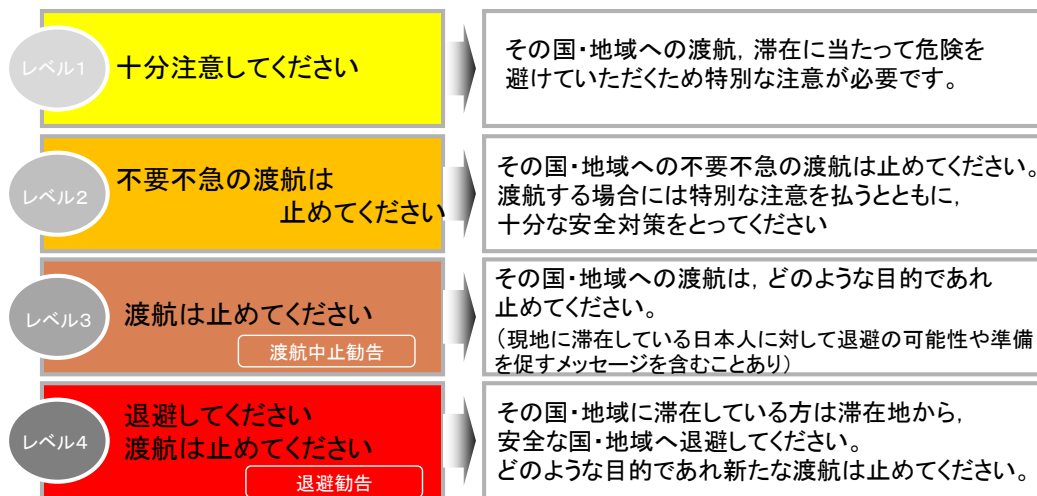 レベル1
十分注意してください
その国・地域への渡航，滞在に当たって危険を
避けていただくため特別な注意が必要です。
レベル2
不要不急の渡航は
止めてください
その国・地域への不要不急の渡航は止めてください。
渡航する場合には特別な注意を払うとともに，
十分な安全対策をとってください
レベル3
渡航は止めてください
渡航中止勧告
その国・地域への渡航は，どのような目的であれ
止めてください。
（現地に滞在している日本人に対して退避の可能性や準備
を促すメッセージを含むことあり）
レベル4
退避してください
渡航は止めてください
退避勧告
その国・地域に滞在している方は滞在地から，
安全な国・地域へ退避してください。
どのような目的であれ新たな渡航は止めてください。